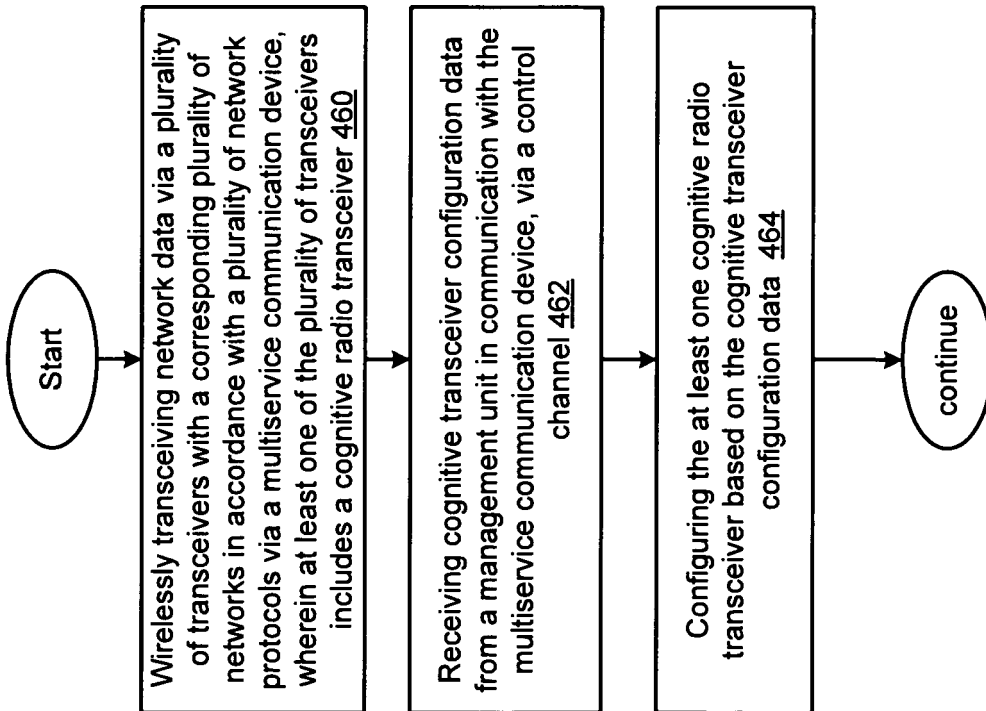 Start
Wirelessly transceiving network data via a plurality
of transceivers with a corresponding plurality of
networks in accordance with a plurality of network
protocols via a multiservice communication device,
wherein at least one of the plurality of transceivers
includes a cognitive radio transceiver 460
Receiving cognitive transceiver configuration data
from a management unit in communication with the
multiservice communication device, via a control
channel 462
Configuring the at least one cognitive radio
transceiver based on the cognitive transceiver
configuration data 464
continue